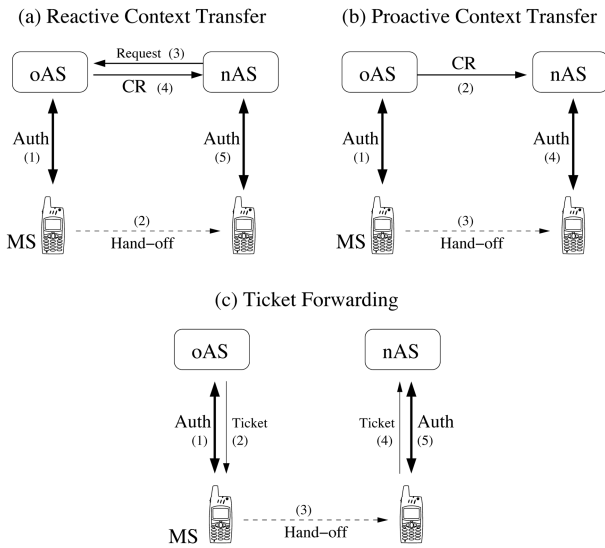 (a) Reactive Context Transfer
(b) Proactive Context Transfer
Request (3)
oAS
nAS
CR
(4)
Auth
(1)
Auth
(5)
(2)
MS
Hand−off
oAS
CR
nAS
(2)
Auth
(1)
Auth
(4)
(3)
MS
Hand−off
(c) Ticket Forwarding
oAS
nAS
Auth
(1)
Ticket
(2)
Ticket
(4)
Auth
(5)
(3)
MS
Hand−off